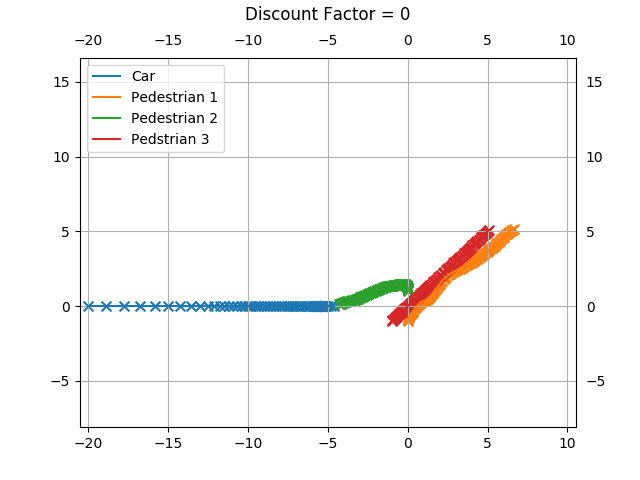 Discount Factor = 0
−20 −15 −10 −5 0 5 10
Car
Pedestrian 1
Pedestrian 2
Pedstrian 3
15 15
10 10
5 5
0 0
−5 −5
−20 −15 −10 −5 0 5 10